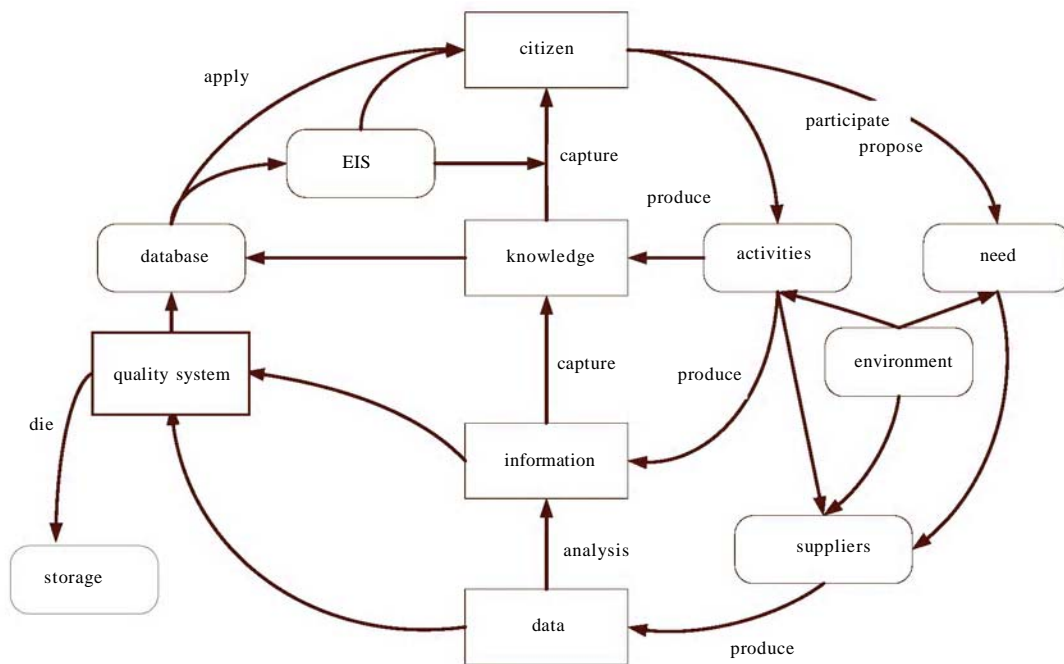 citizen
apply
participate
propose
EIS
capture
produce
database
knowledge
activities
need
quality system
capture
produce
environment
die
information
suppliers
analysis
storage
data
produce